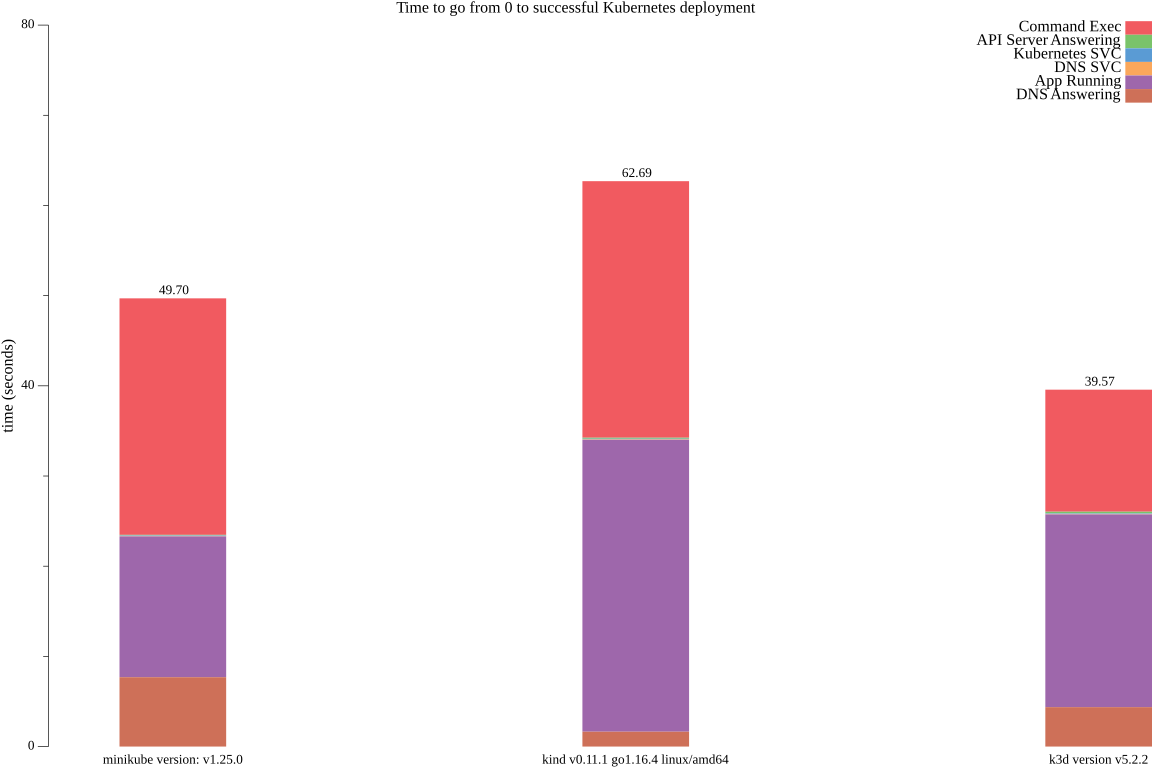 Time to go from 0 to successful Kubernetes deployment
80
Command Exec
API Server Answering
Kubernetes SVC
DNS SVC
App Running
DNS Answering
62.69
49.70
time (seconds)
40
39.57
0
minikube version: v1.25.0
kind v0.11.1 go1.16.4 linux/amd64
k3d version v5.2.2